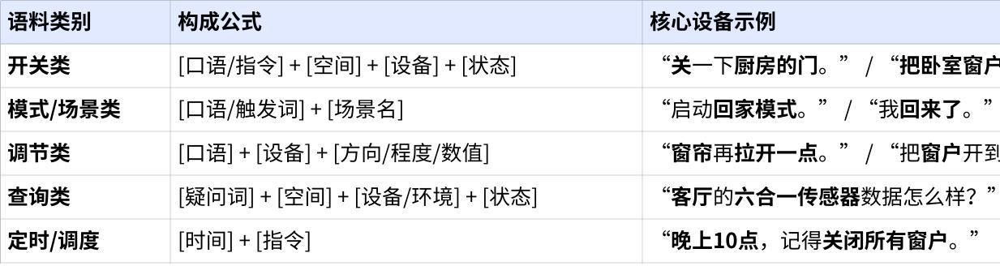 语料类别 构成公式 核心设备示例
开关类 [口语/指令] + [空间] + [设备] + [状态] “关一下厨房的门。” / “把卧室窗户
模式/场景类 [口语/触发词] + [场景名] “启动回家模式。” / “我回来了。”
调节类 [口语] + [设备] + [方向/程度/数值] “窗帘再拉开一点。” / “把窗户开到
查询类 [疑问词] + [空间] + [设备/环境] + [状态] “客厅的六合一传感器数据怎么样？”
定时/调度 [时间] + [指令] “晚上10点，记得关闭所有窗户。”